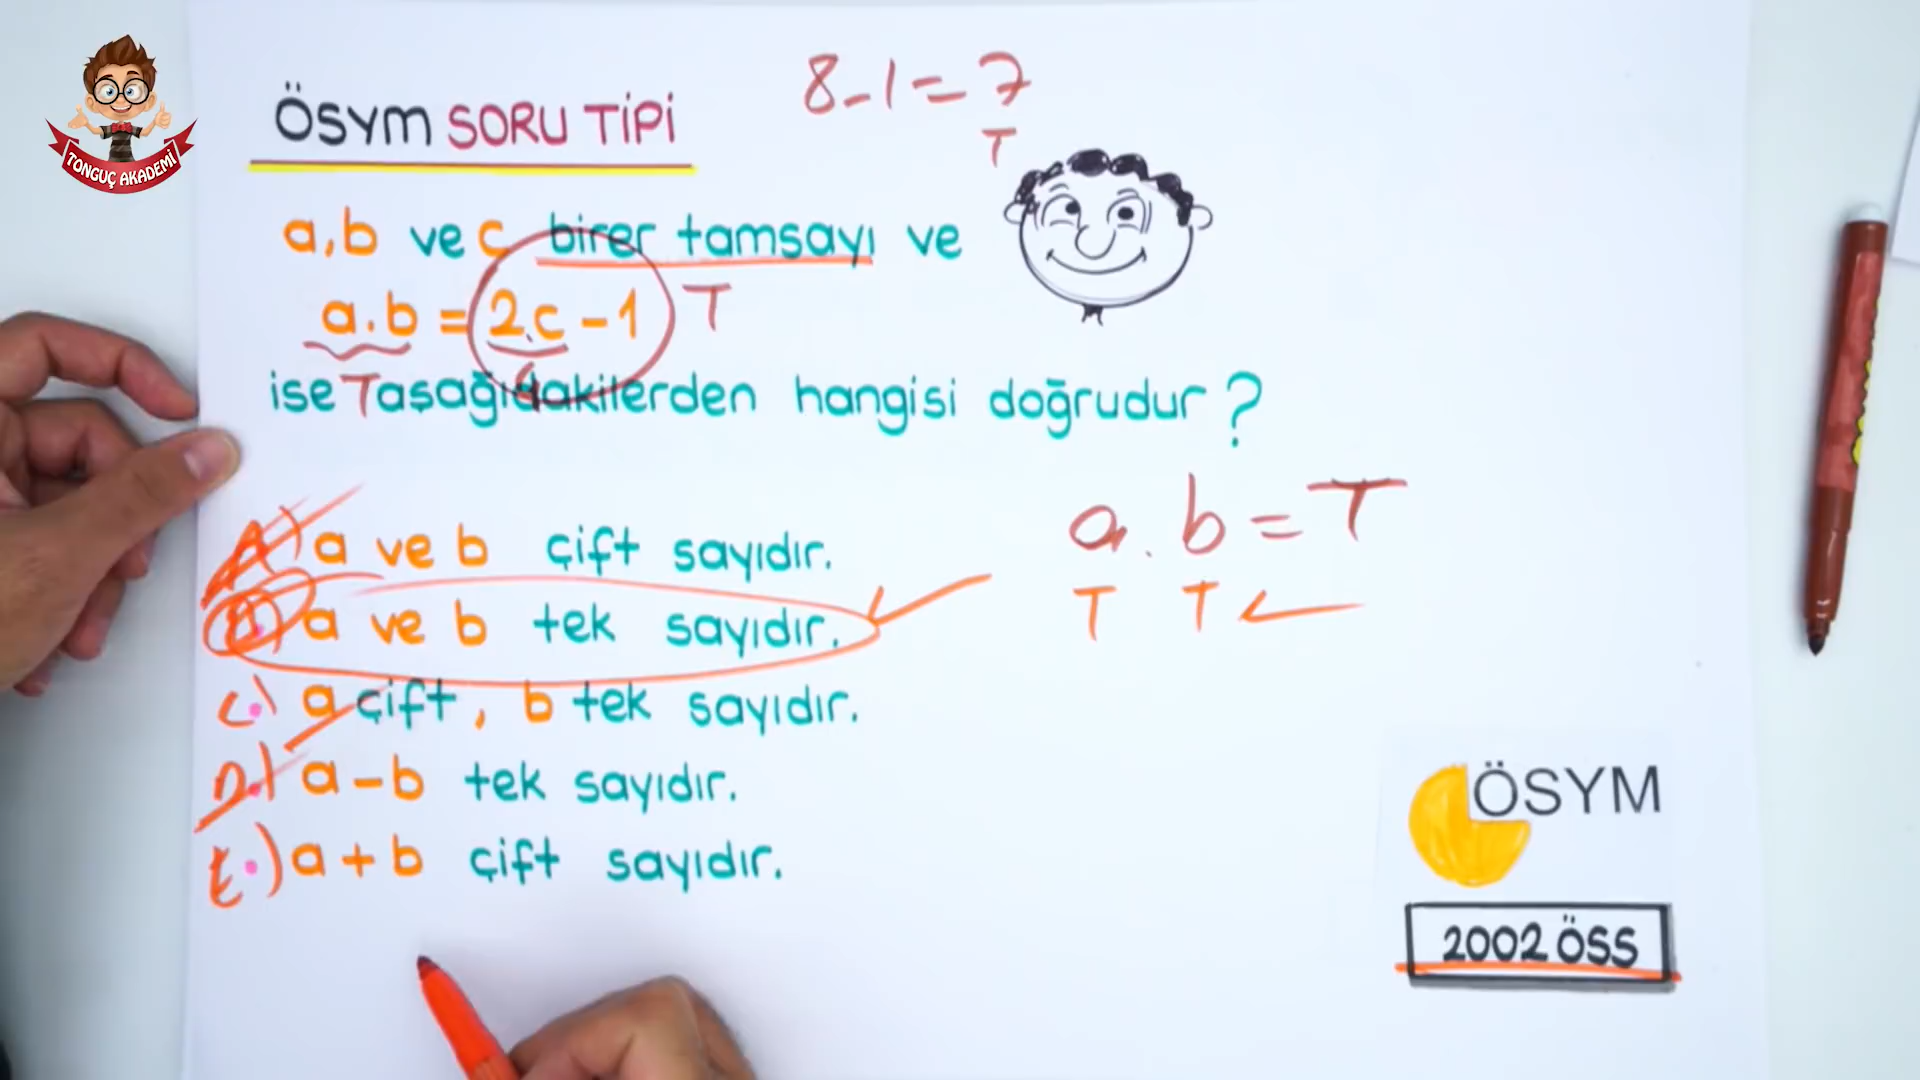 TONGUÇ AKADEMİ
ÖSYM SORU TİPİ
8-1=7
T
a,b ve c birer tamsayı ve
a.b = 2.c - 1 T
ise T aşağıdakilerden hangisi doğrudur ?
A) a ve b çift sayıdır.
a.b=T
B) a ve b tek sayıdır.
T T
C.) a çift, b tek sayıdır.
D.) a - b tek sayıdır.
E.) a + b çift sayıdır.
ÖSYM
2002 ÖSS